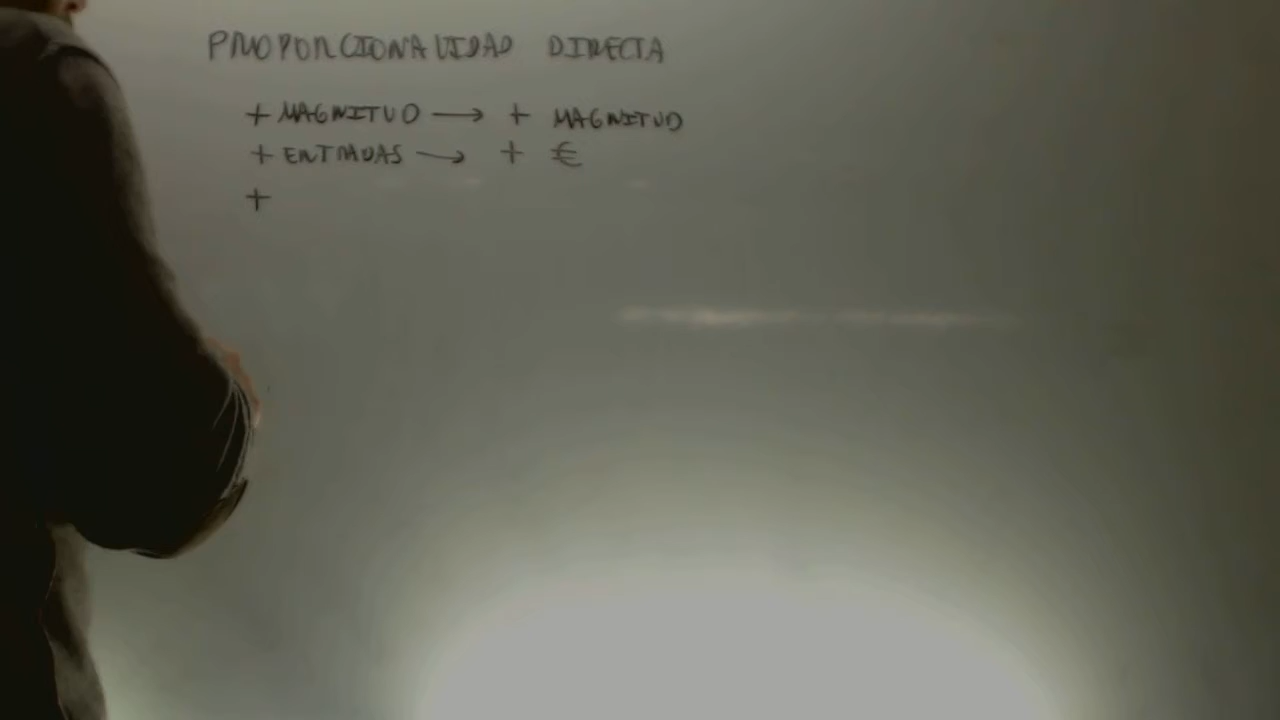 PROPORCIONALIDAD DIRECTA
+ MAGNITUD → + MAGNITUD
+ ENTRADAS → + €
+